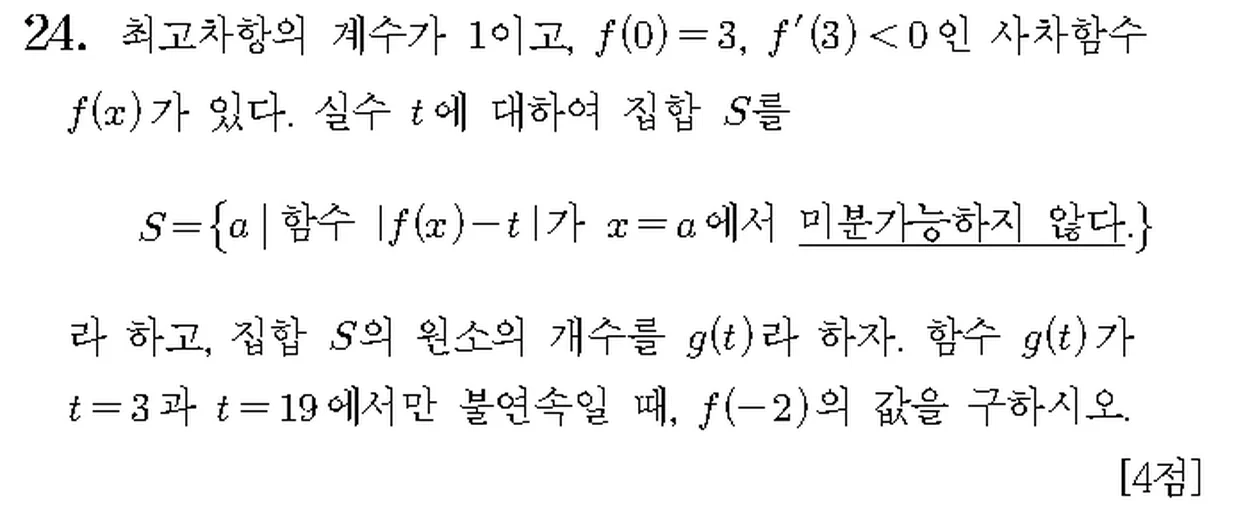 24. 최고차항의 계수가 1이고, f(0)=3, f′(3)<0인 사차함수
f(x)가 있다. 실수 t에 대하여 집합 S를
S={a | 함수 |f(x)-t|가 x=a에서 미분가능하지 않다.}
라 하고, 집합 S의 원소의 개수를 g(t)라 하자. 함수 g(t)가
t=3과 t=19에서만 불연속일 때, f(-2)의 값을 구하시오.
[4점]